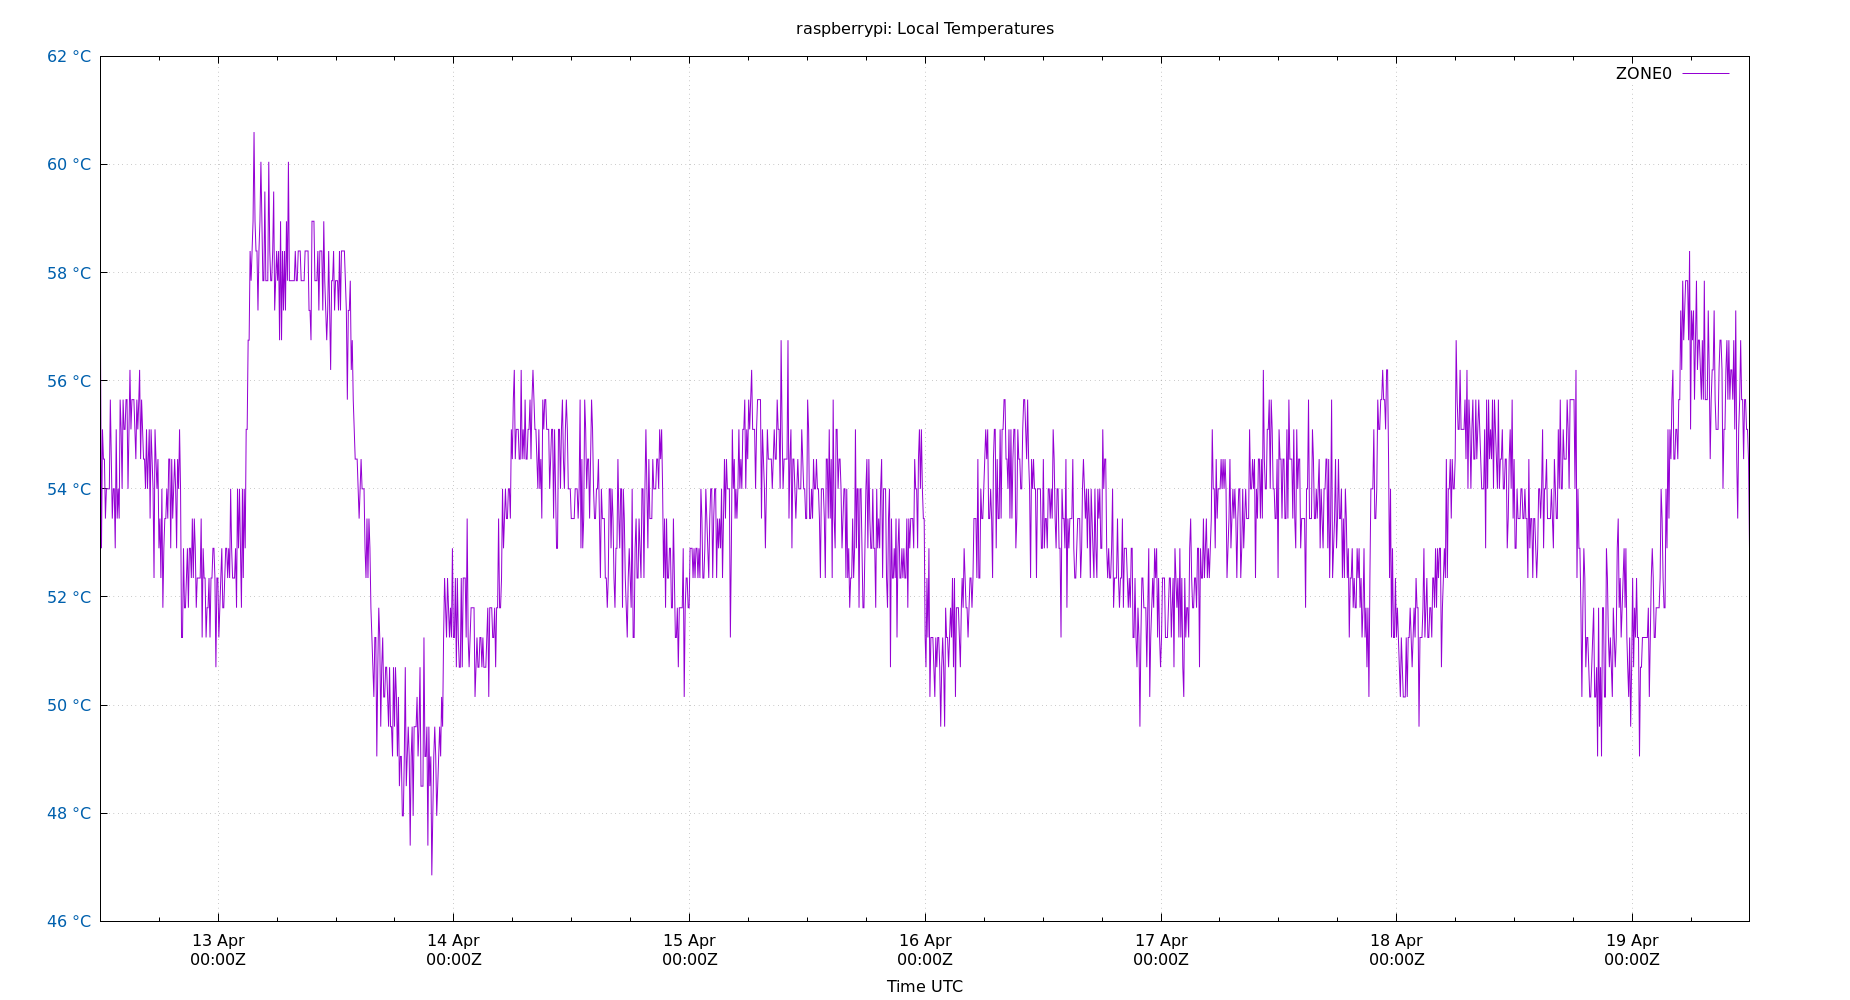 raspberrypi: Local Temperatures
62 °C
ZONE0
60 °C
58 °C
56 °C
54 °C
52 °C
50 °C
48 °C
46 °C
13 Apr 14 Apr 15 Apr 16 Apr 17 Apr 18 Apr 19 Apr
00:00Z 00:00Z 00:00Z 00:00Z 00:00Z 00:00Z 00:00Z
Time UTC